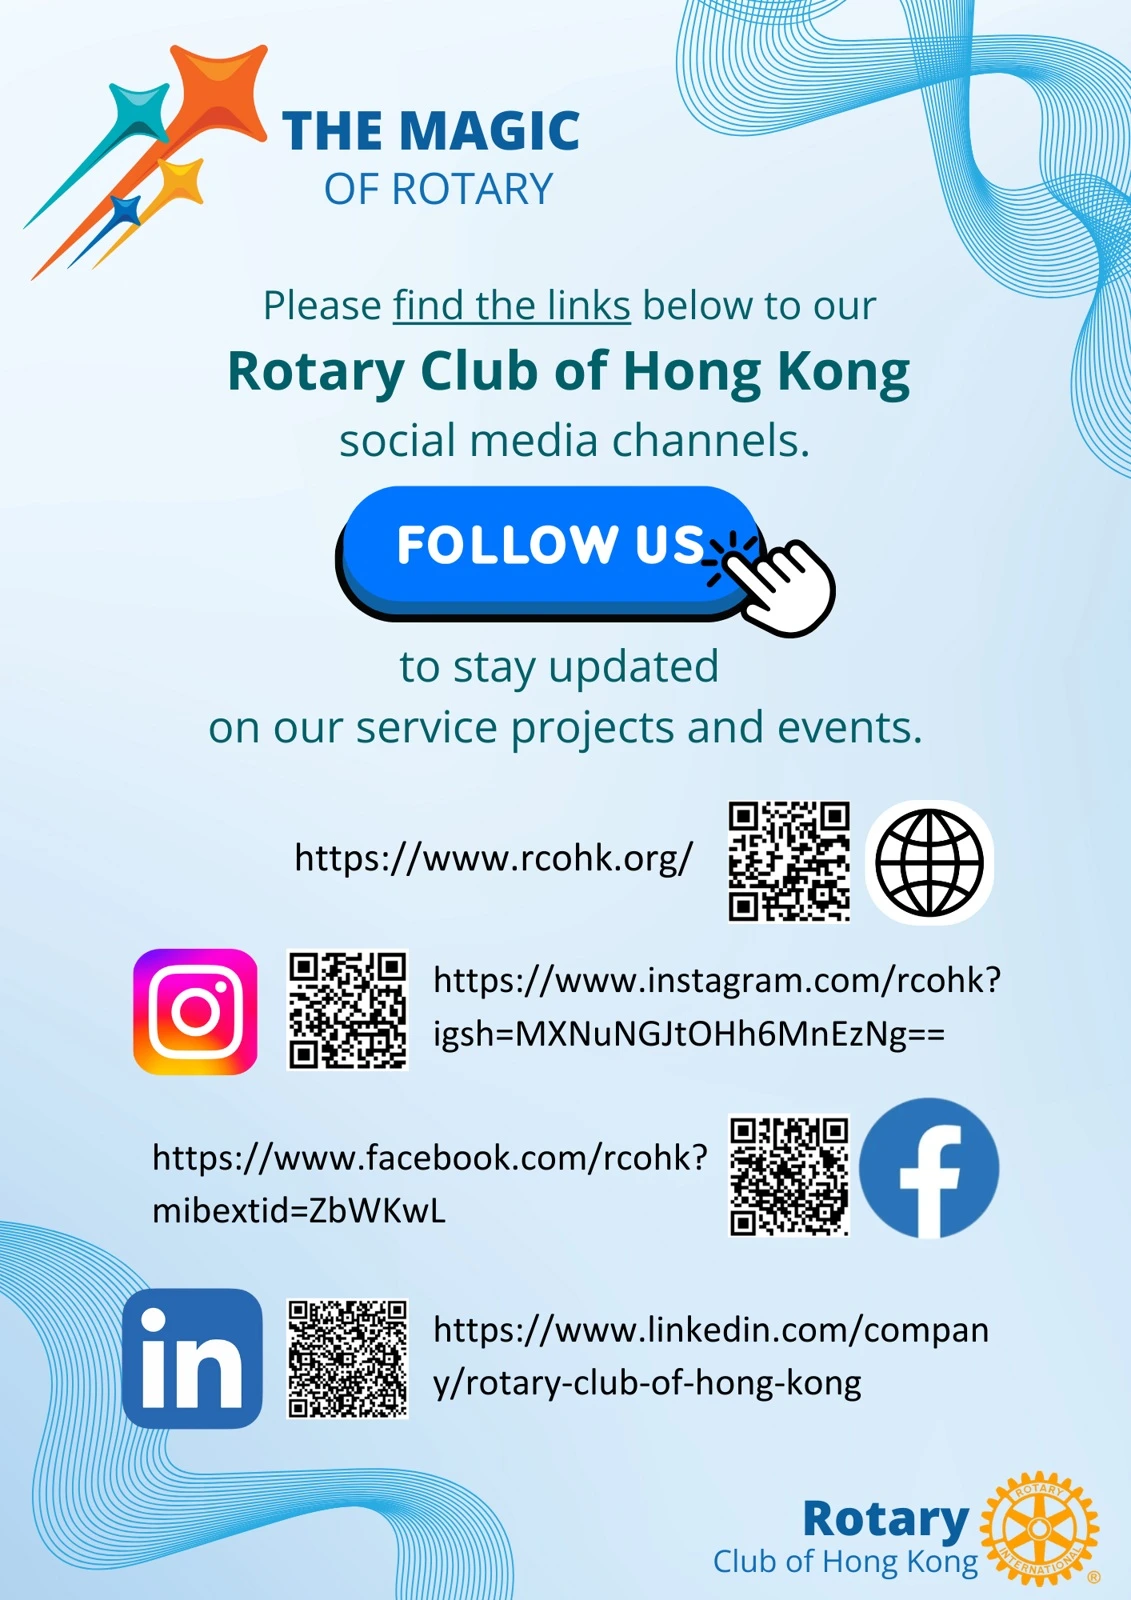 THE MAGIC
OF ROTARY
Please find the links below to our
Rotary Club of Hong Kong
social media channels.
FOLLOW US
to stay updated
on our service projects and events.
https://www.rcohk.org/
https://www.instagram.com/rcohk?
igsh=MXNuNGJtOHh6MnEzNg==
https://www.facebook.com/rcohk?
mibextid=ZbWKwL
in
https://www.linkedin.com/compan
y/rotary-club-of-hong-kong
Rotary
Club of Hong Kong
ROTARY
INTERNATIONAL
®